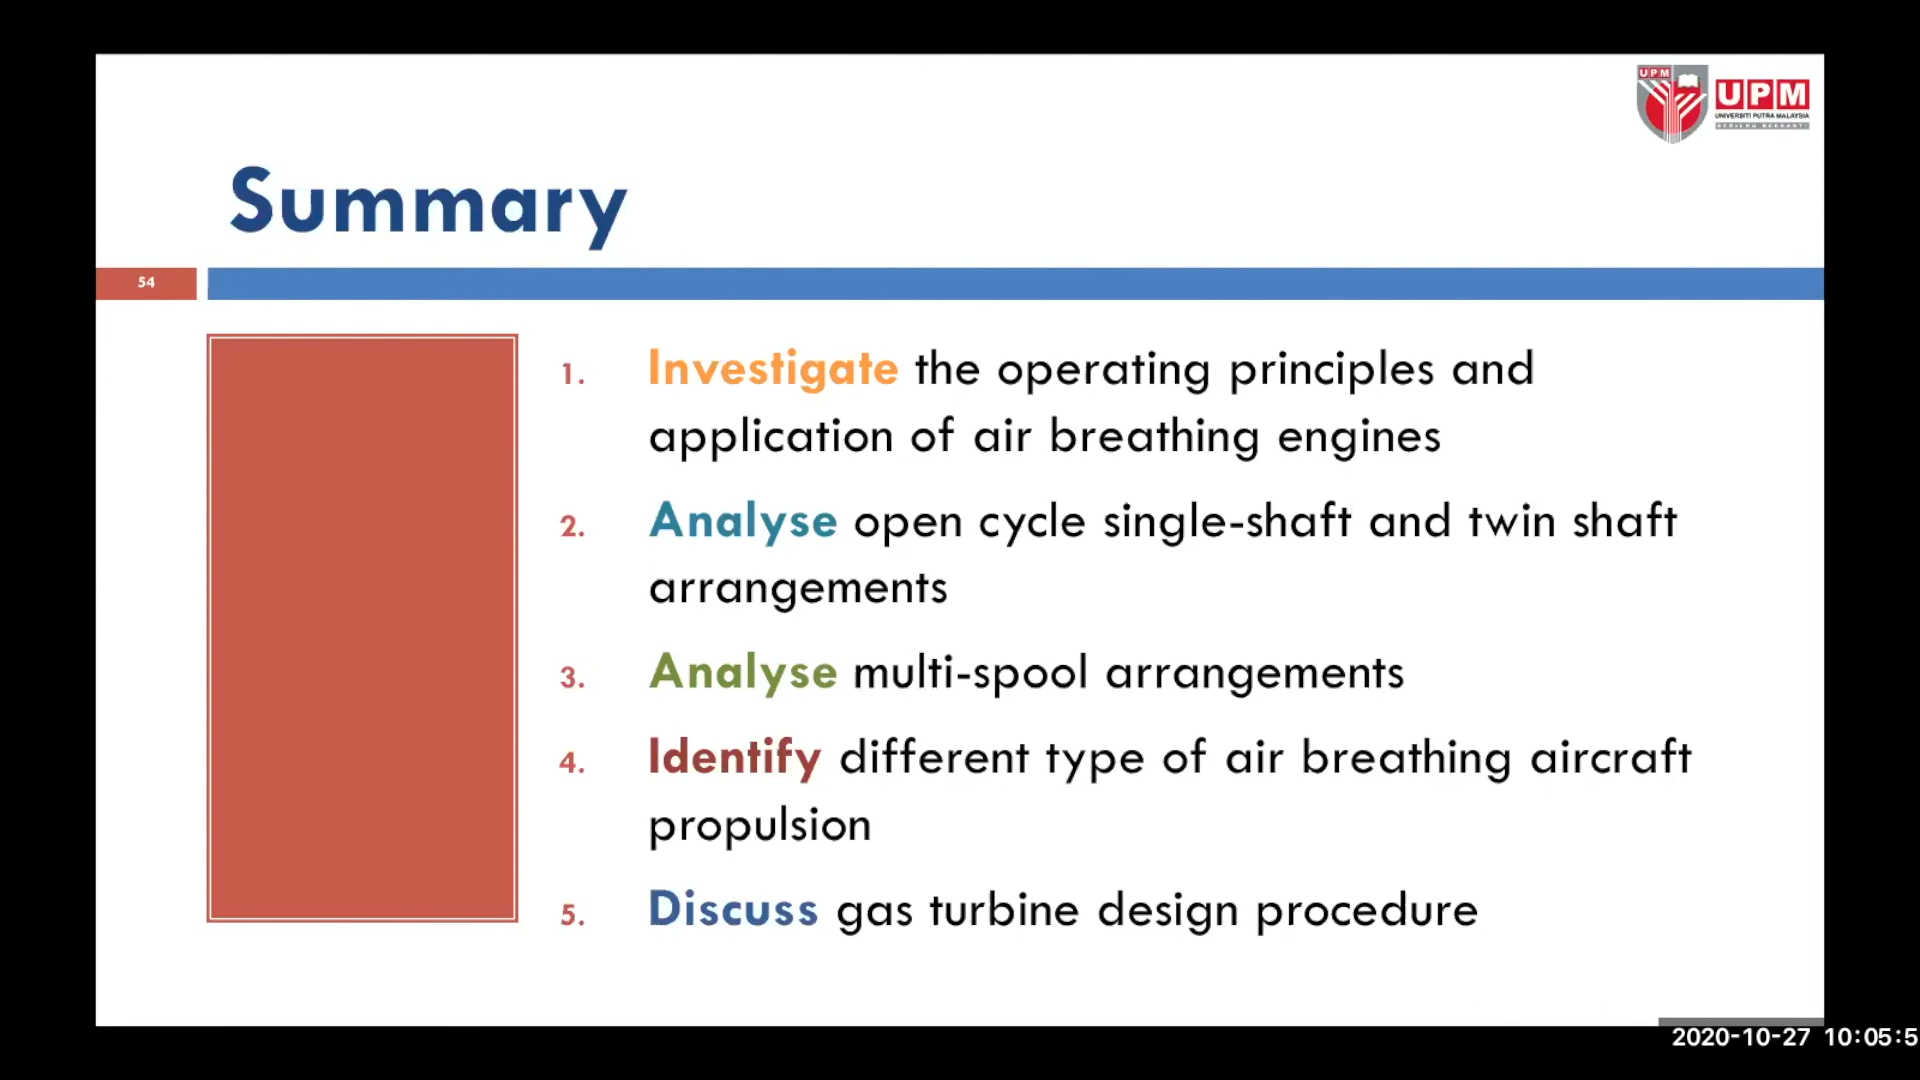 UPM
UPM
UNIVERSITI PUTRA MALAYSIA
Summary
54
1. Investigate the operating principles and
application of air breathing engines
2. Analyse open cycle single-shaft and twin shaft
arrangements
3. Analyse multi-spool arrangements
4. Identify different type of air breathing aircraft
propulsion
5. Discuss gas turbine design procedure
2020-10-27 10:05:5